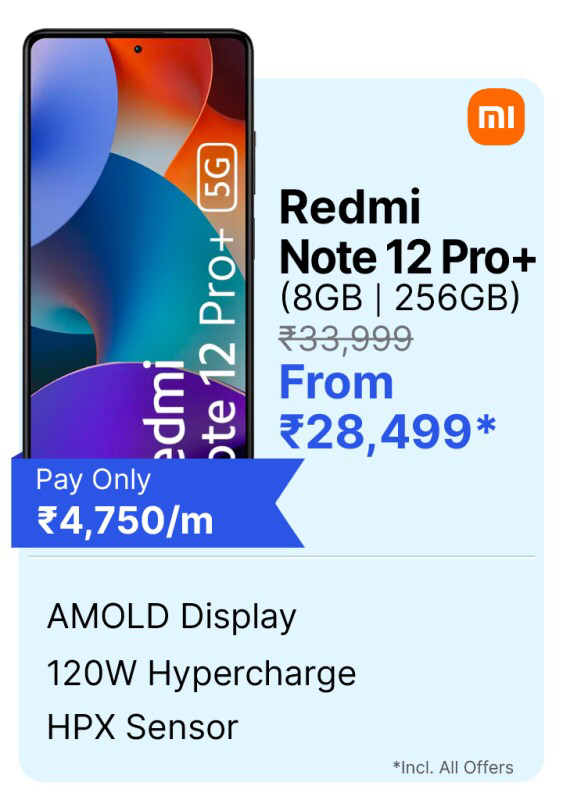 mi
Redmi
Note 12 Pro+
(8GB | 256GB)
₹33,999
From
₹28,499*
edmi
ote 12 Pro+ 5G
Pay Only
₹4,750/m
AMOLD Display
120W Hypercharge
HPX Sensor
*Incl. All Offers